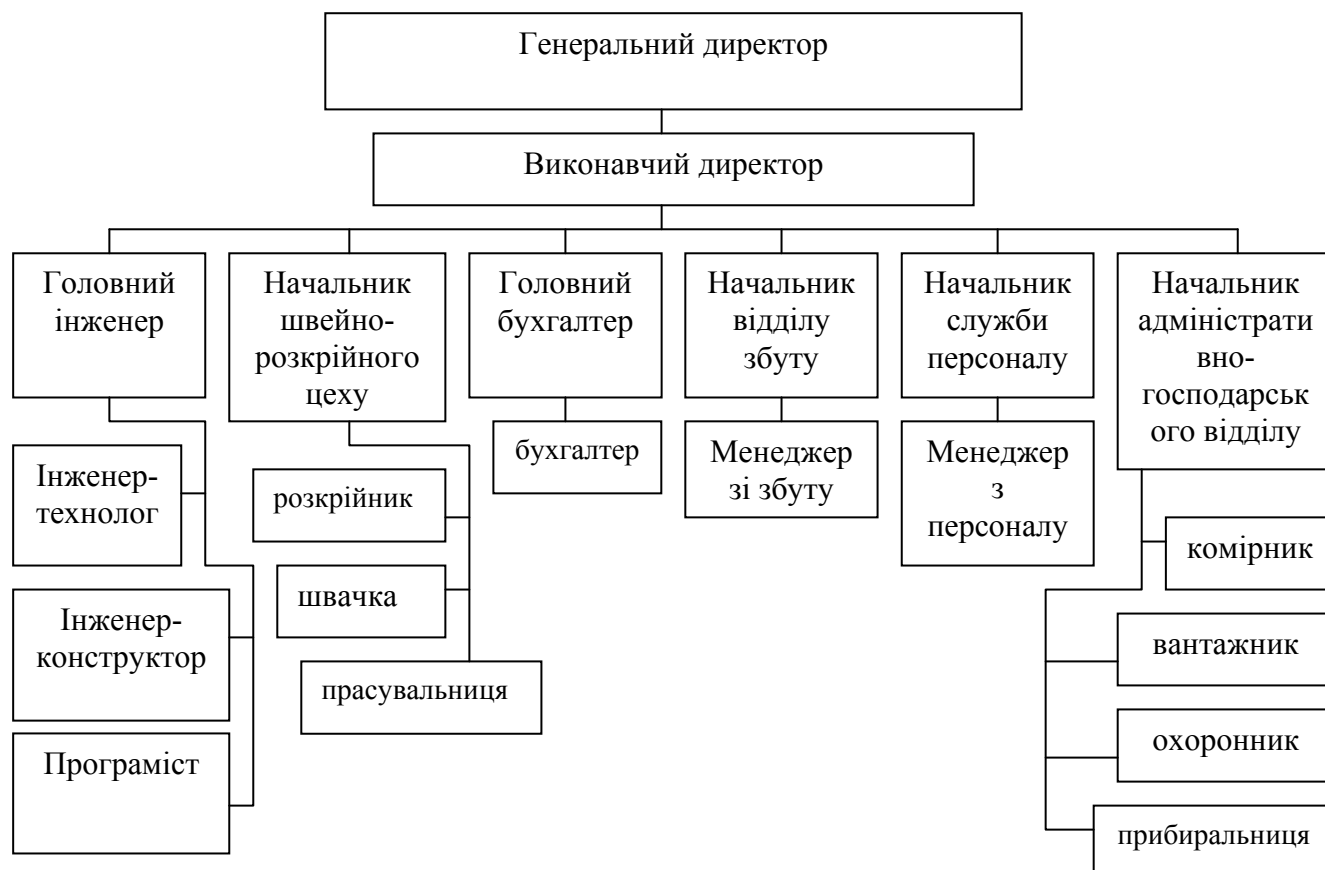 Генеральний директор
Виконавчий директор
Головний
інженер
Начальник
швейно-
розкрійного
цеху
Головний
бухгалтер
Начальник
відділу
збуту
Начальник
служби
персоналу
Начальник
адміністрати
вно-
господарськ
ого відділу
Інженер-
технолог
Інженер-
конструктор
Програміст
розкрійник
швачка
прасувальниця
бухгалтер
Менеджер
зі збуту
Менеджер
з
персоналу
комірник
вантажник
охоронник
прибиральниця